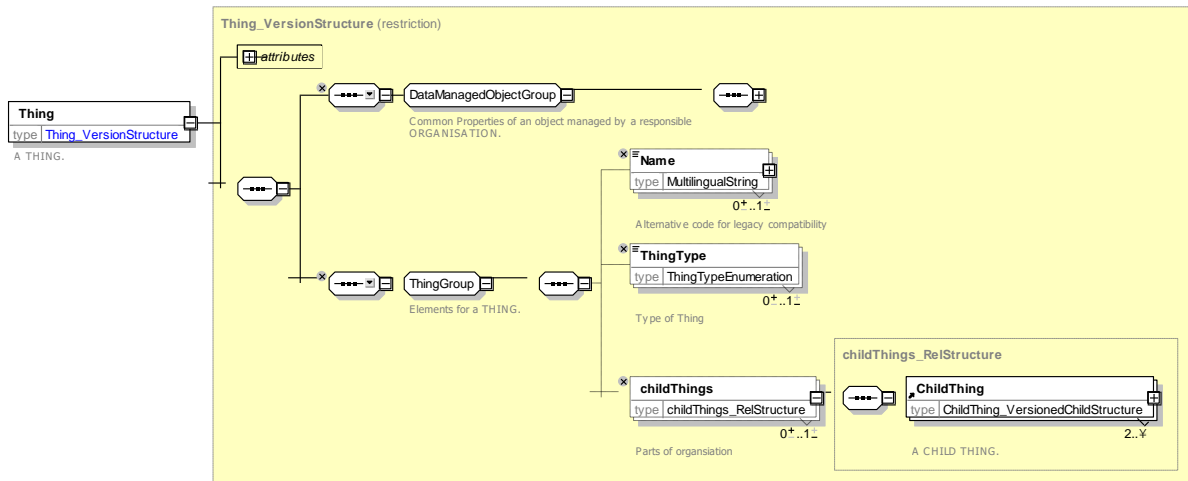 Thing_VersionStructure (restriction)
attributes
Thing
type Thing_VersionStructure
A THING.
DataManagedObjectGroup
Common Properties of an object managed by a responsible
ORGANISATION.
Name
type MultilingualString
0+..1+
Alternative code for legacy compatibility
ThingType
type ThingTypeEnumeration
0+..1+
Type of Thing
ThingGroup
Elements for a THING.
childThings
type childThings_RelStructure
0+..1+
Parts of organsiation
childThings_RelStructure
ChildThing
type ChildThing_VersionedChildStructure
2..¥
A CHILD THING.